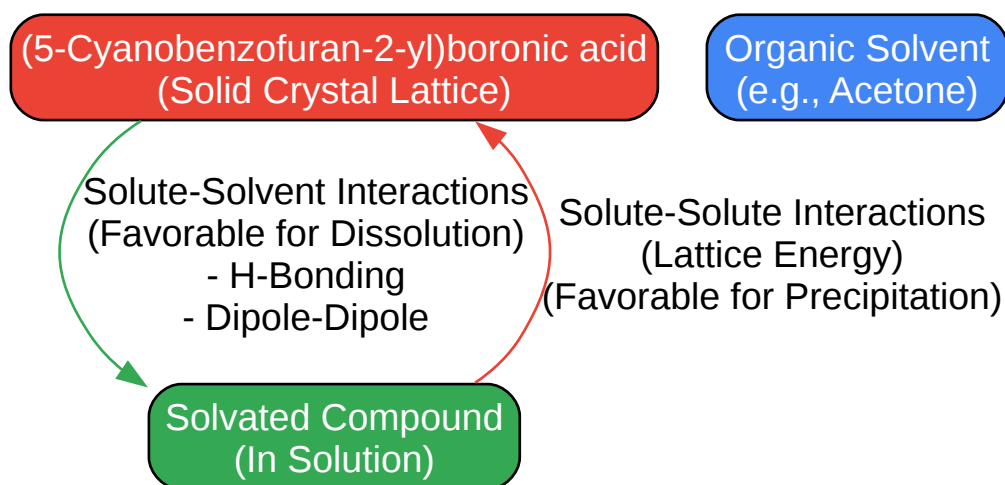 (5-Cyanobenzofuran-2-yl)boronic acid
(Solid Crystal Lattice)
Organic Solvent
(e.g., Acetone)
Solute-Solvent Interactions
(Favorable for Dissolution)
- H-Bonding
- Dipole-Dipole
Solute-Solute Interactions
(Lattice Energy)
(Favorable for Precipitation)
Solvated Compound
(In Solution)